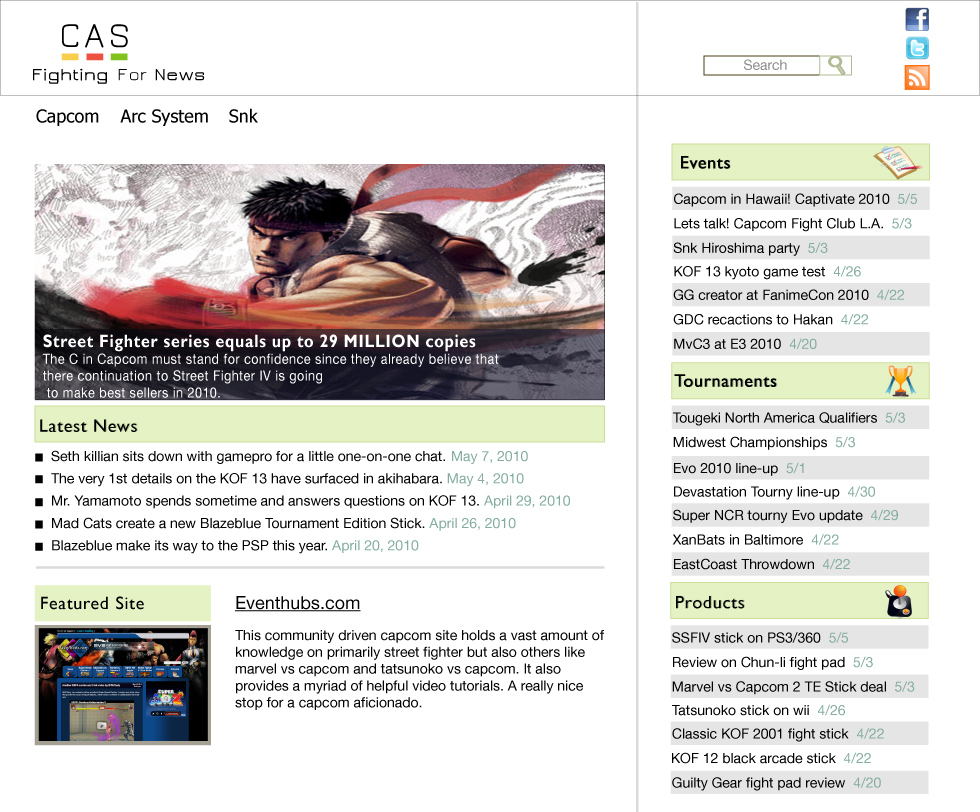 CAS
Fighting For News
Search
Capcom Arc System Snk
Street Fighter series equals up to 29 MILLION copies
The C in Capcom must stand for confidence since they already believe that
there continuation to Street Fighter IV is going
to make best sellers in 2010.
Latest News
Seth killian sits down with gamepro for a little one-on-one chat. May 7, 2010
The very 1st details on the KOF 13 have surfaced in akihabara. May 4, 2010
Mr. Yamamoto spends sometime and answers questions on KOF 13. April 29, 2010
Mad Cats create a new Blazeblue Tournament Edition Stick. April 26, 2010
Blazeblue make its way to the PSP this year. April 20, 2010
Featured Site
Eventhubs.com
This community driven capcom site holds a vast amount of
knowledge on primarily street fighter but also others like
marvel vs capcom and tatsunoko vs capcom. It also
provides a myriad of helpful video tutorials. A really nice
stop for a capcom aficionado.
Events
Capcom in Hawaii! Captivate 2010 5/5
Lets talk! Capcom Fight Club L.A. 5/3
Snk Hiroshima party 5/3
KOF 13 kyoto game test 4/26
GG creator at FanimeCon 2010 4/22
GDC recactions to Hakan 4/22
MvC3 at E3 2010 4/20
Tournaments
Tougeki North America Qualifiers 5/3
Midwest Championships 5/3
Evo 2010 line-up 5/1
Devastation Tourny line-up 4/30
Super NCR tourny Evo update 4/29
XanBats in Baltimore 4/22
EastCoast Throwdown 4/22
Products
SSFIV stick on PS3/360 5/5
Review on Chun-li fight pad 5/3
Marvel vs Capcom 2 TE Stick deal 5/3
Tatsunoko stick on wii 4/26
Classic KOF 2001 fight stick 4/22
KOF 12 black arcade stick 4/22
Guilty Gear fight pad review 4/20